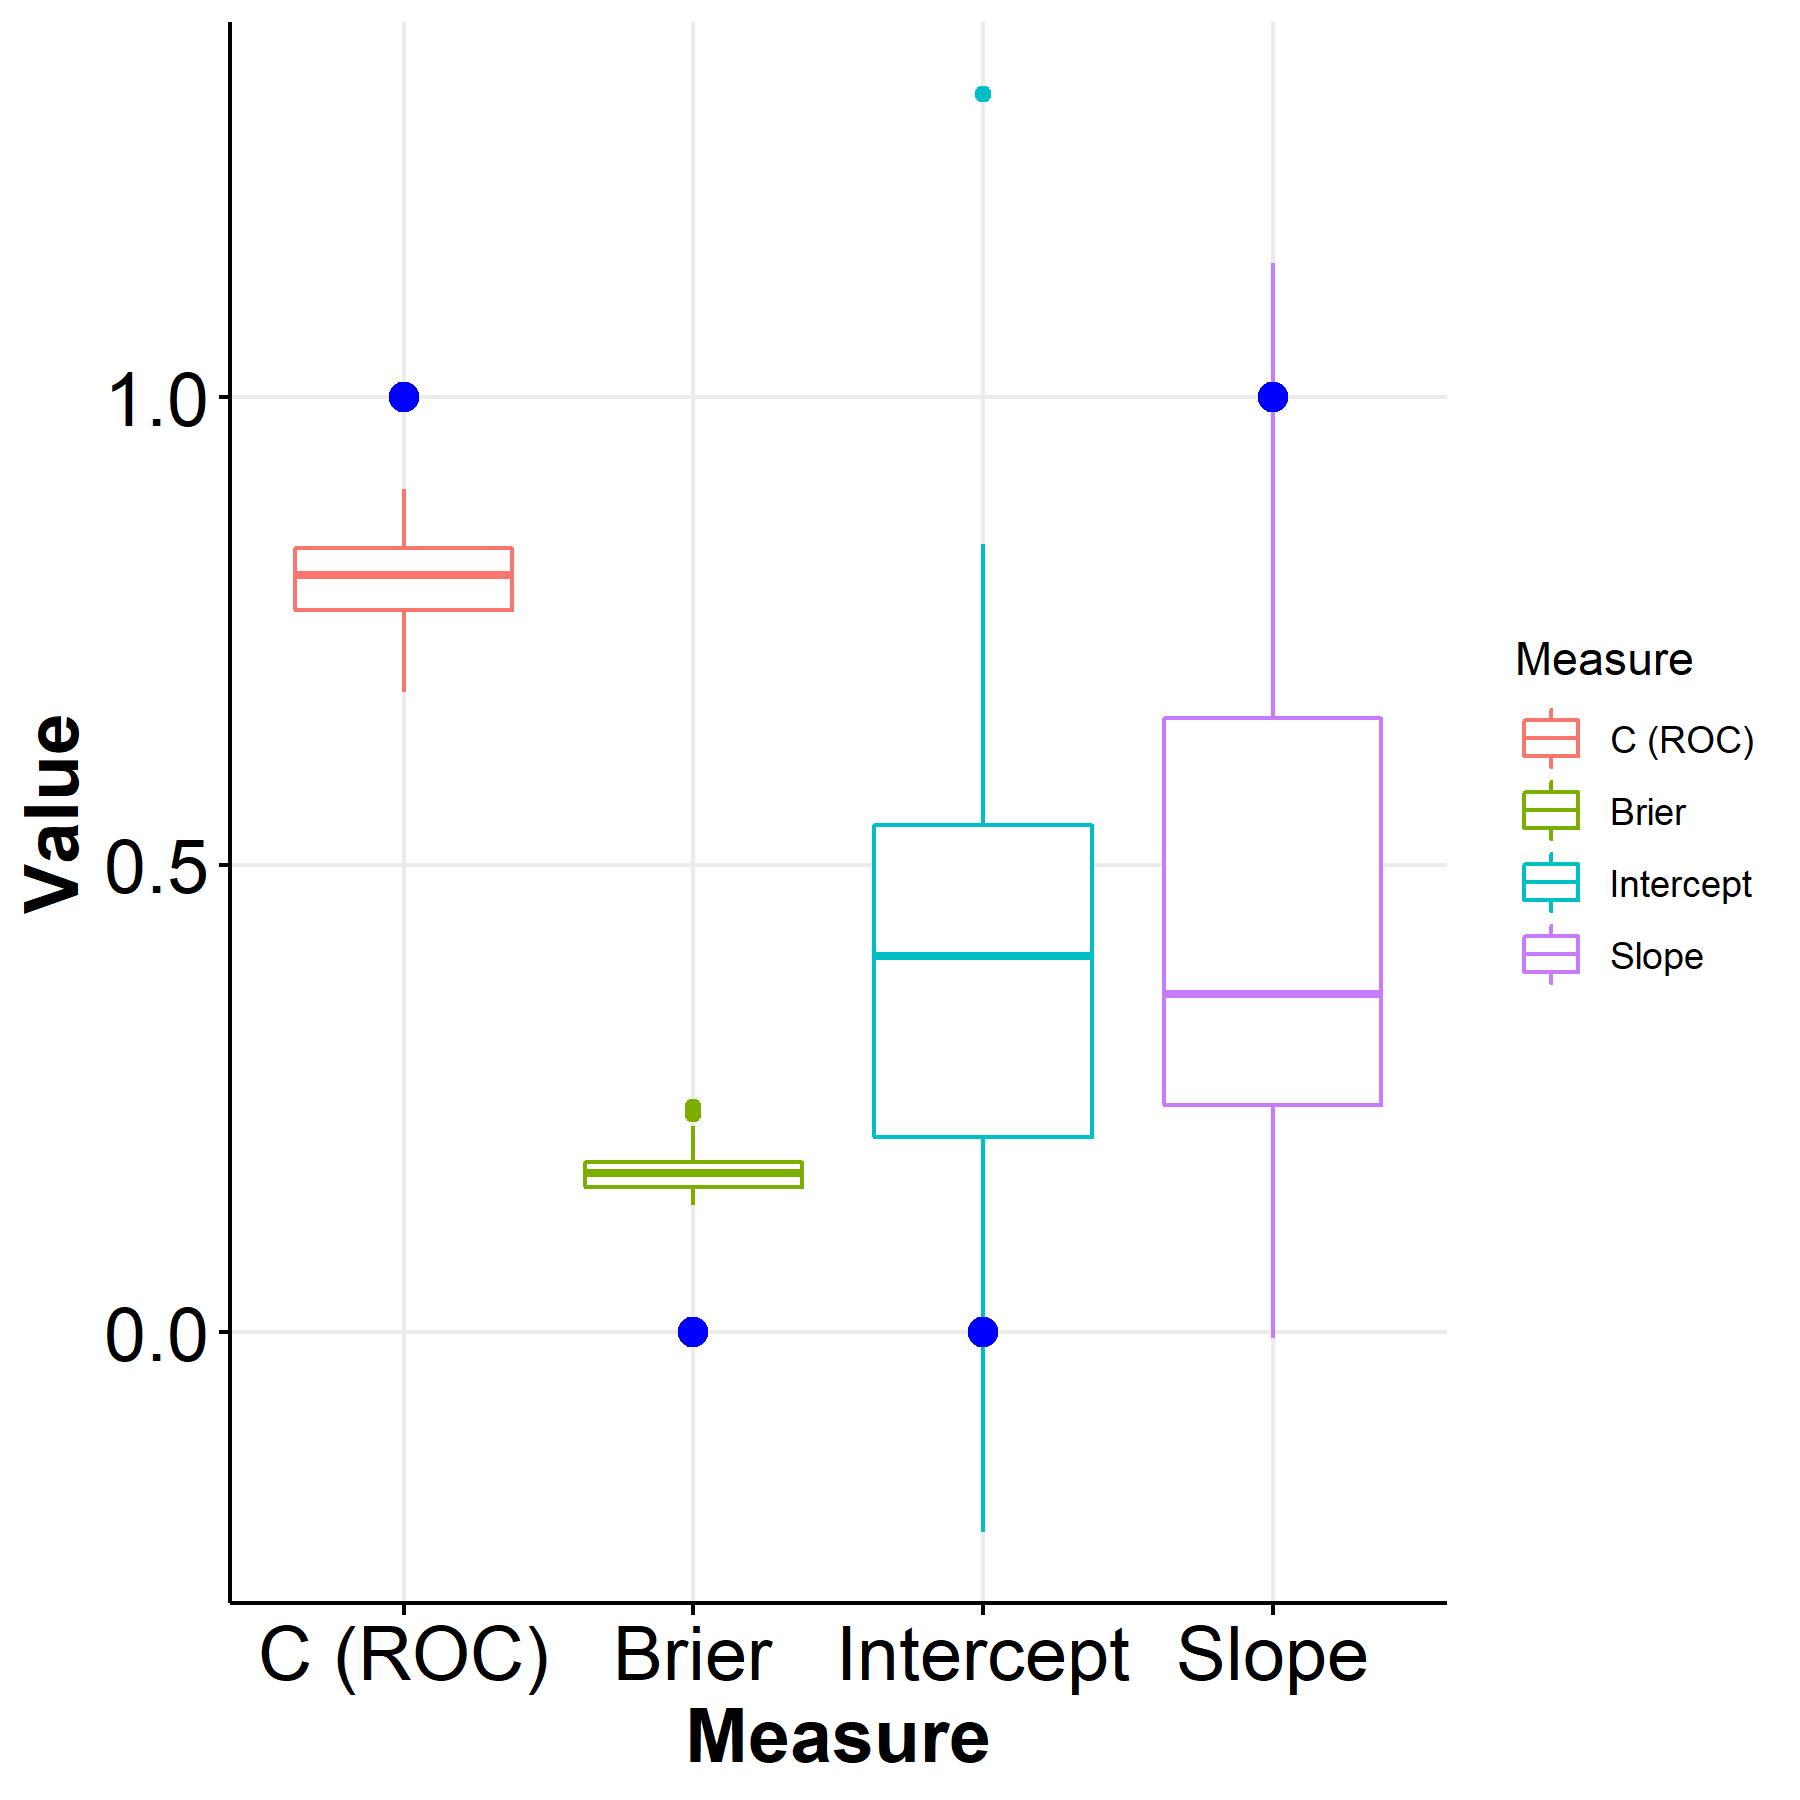 Value
1.0
0.5
0.0
C (ROC)
Brier
Intercept
Slope
Measure
Measure
C (ROC)
Brier
Intercept
Slope